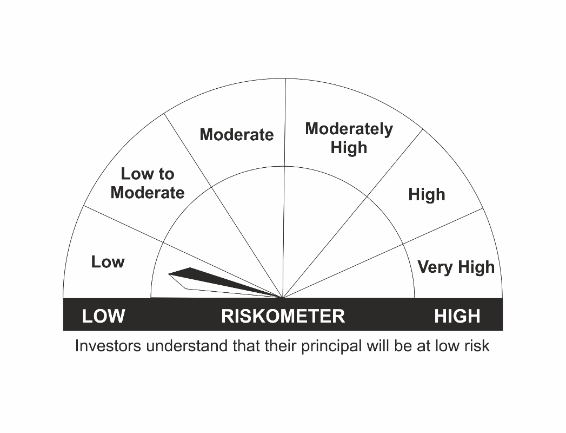 Moderate
Moderately
High
Low to
Moderate
High
Low
Very High
LOW RISKOMETER HIGH
Investors understand that their principal will be at low risk